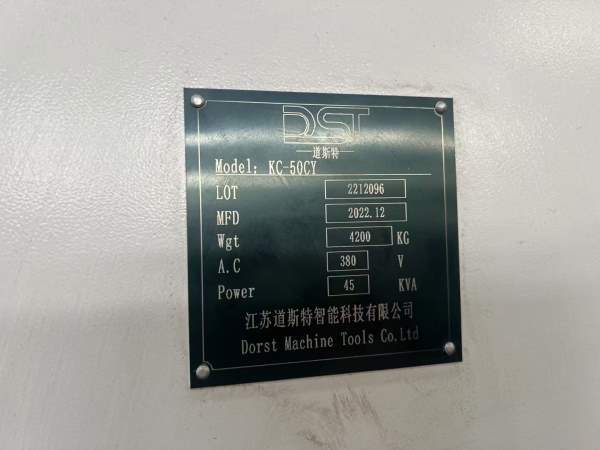 DST
道斯特
Model: KC-50CY
LOT 2212096
MFD 2022.12
Wgt 4200 KG
A.C 380 V
Power 45 KVA
江苏道斯特智能科技有限公司
Dorst Machine Tools Co.Ltd